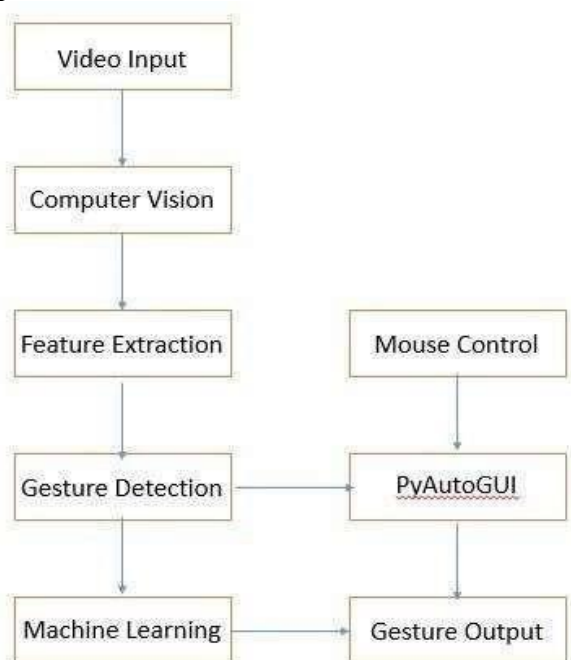 Video Input
Computer Vision
Feature Extraction
Mouse Control
Gesture Detection
PyAutoGUI
Machine Learning
Gesture Output